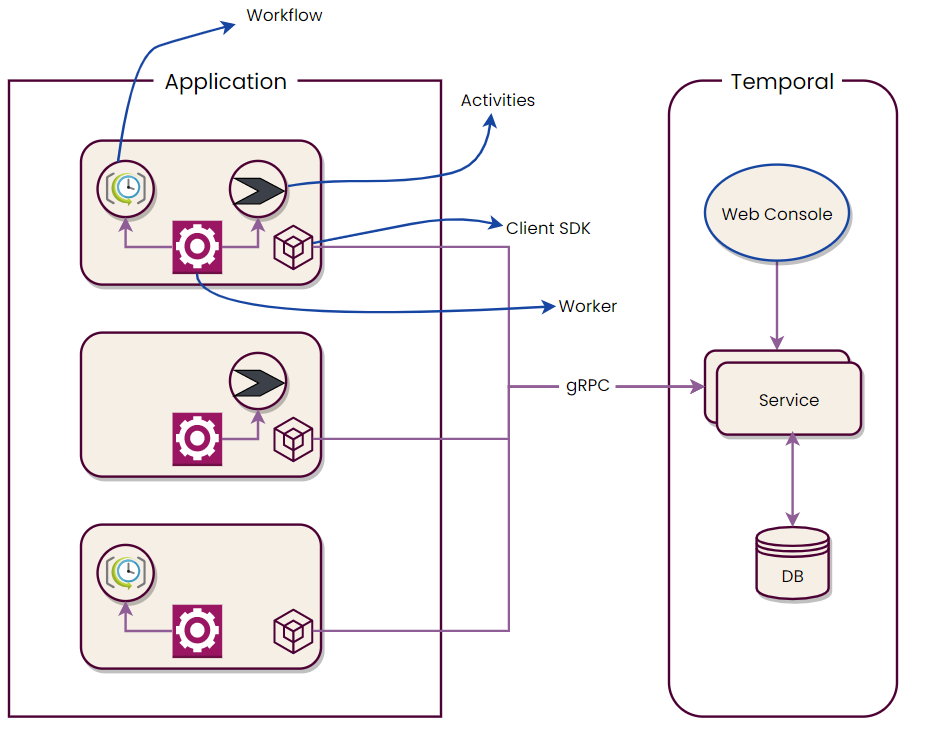 Workflow
Application
Temporal
Activities
Web Console
Client SDK
Worker
gRPC
Service
DB